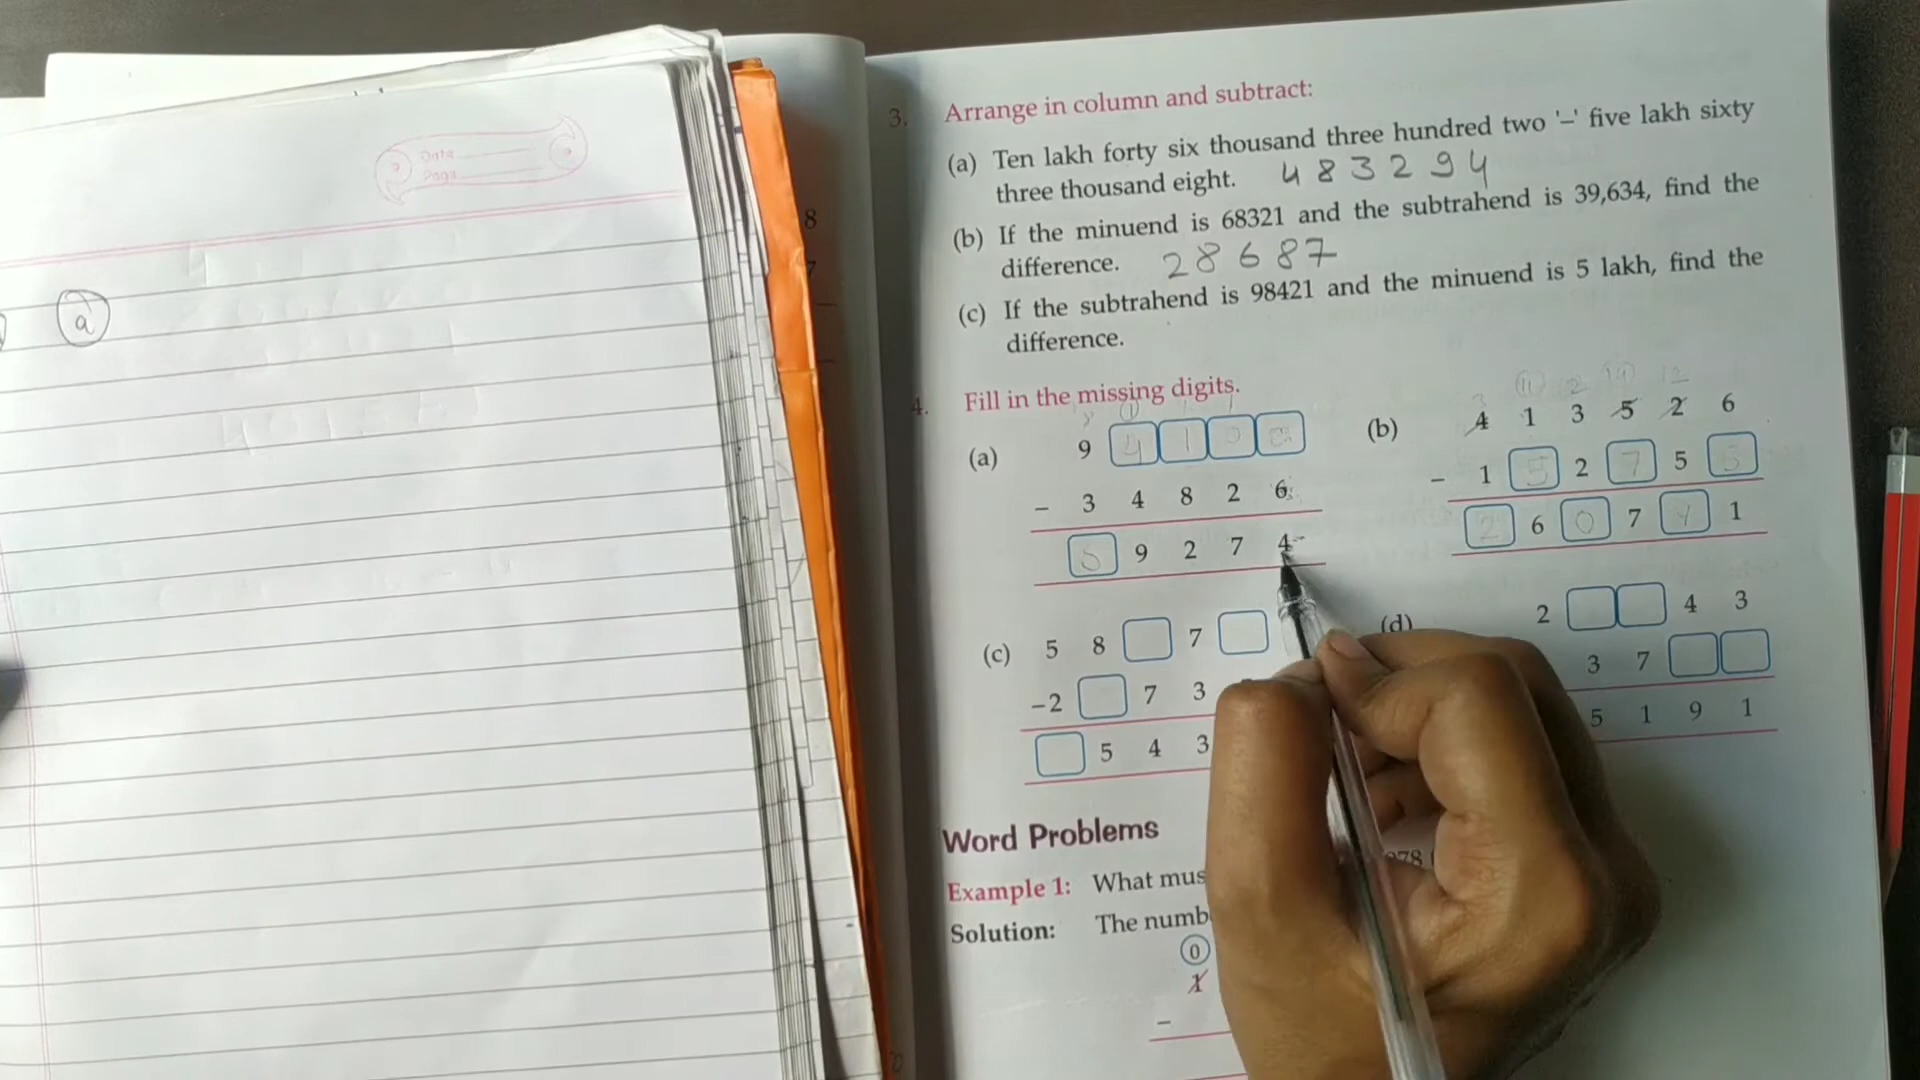 Date
Page
8
7
a
3. Arrange in column and subtract:
(a) Ten lakh forty six thousand three hundred two '–' five lakh sixty
three thousand eight. 483294
(b) If the minuend is 68321 and the subtrahend is 39,634, find the
difference. 28687
(c) If the subtrahend is 98421 and the minuend is 5 lakh, find the
difference.
4. Fill in the missing digits.
(a) 9 4 1 0 0
– 3 4 8 2 6
5 9 2 7 4
(b) 4 1 3 5 2 6
– 1 5 2 7 5 5
2 6 0 7 7 1
(c) 5 8 7
–2 7 3
5 4 3
(d) 2 4 3
3 7
5 1 9 1
Word Problems
Example 1: What mus
978
Solution: The numb
0
1
–